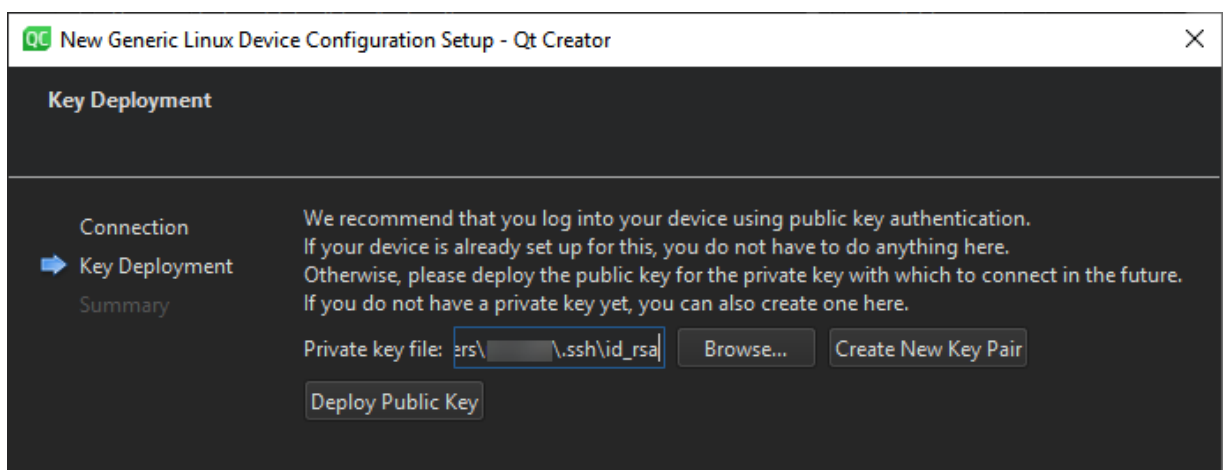 QC New Generic Linux Device Configuration Setup - Qt Creator
Key Deployment
Connection
Key Deployment
Summary
We recommend that you log into your device using public key authentication.
If your device is already set up for this, you do not have to do anything here.
Otherwise, please deploy the public key for the private key with which to connect in the future.
If you do not have a private key yet, you can also create one here.
Private key file: ers\ \.ssh\id_rsa Browse... Create New Key Pair
Deploy Public Key